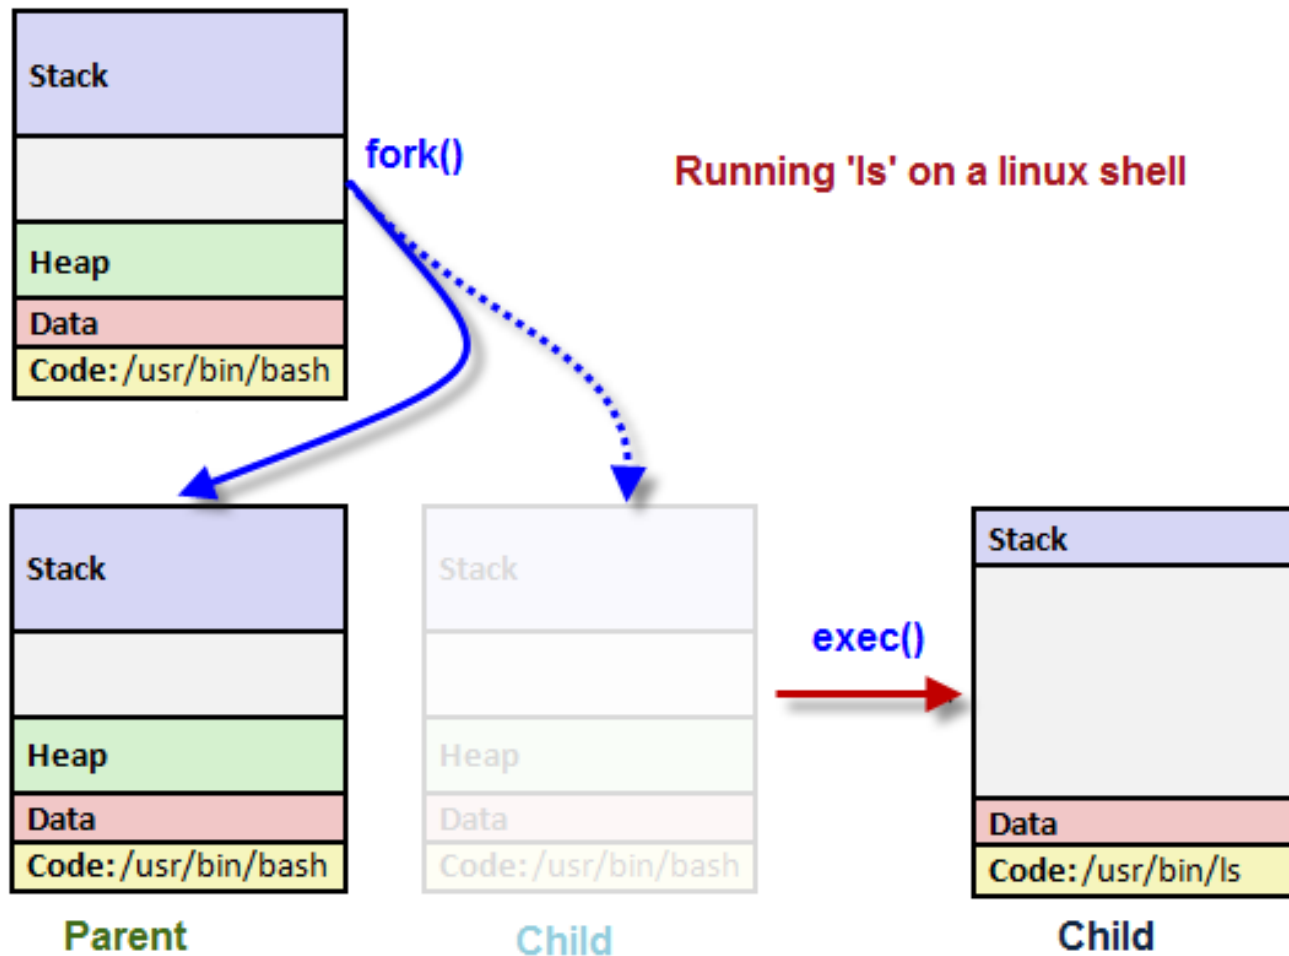 Stack
fork()
Running 'ls' on a linux shell
Heap
Data
Code: /usr/bin/bash
Stack
Heap
Data
Code: /usr/bin/bash
Parent
Stack
Heap
Data
Code: /usr/bin/bash
Child
exec()
Stack
Data
Code: /usr/bin/ls
Child